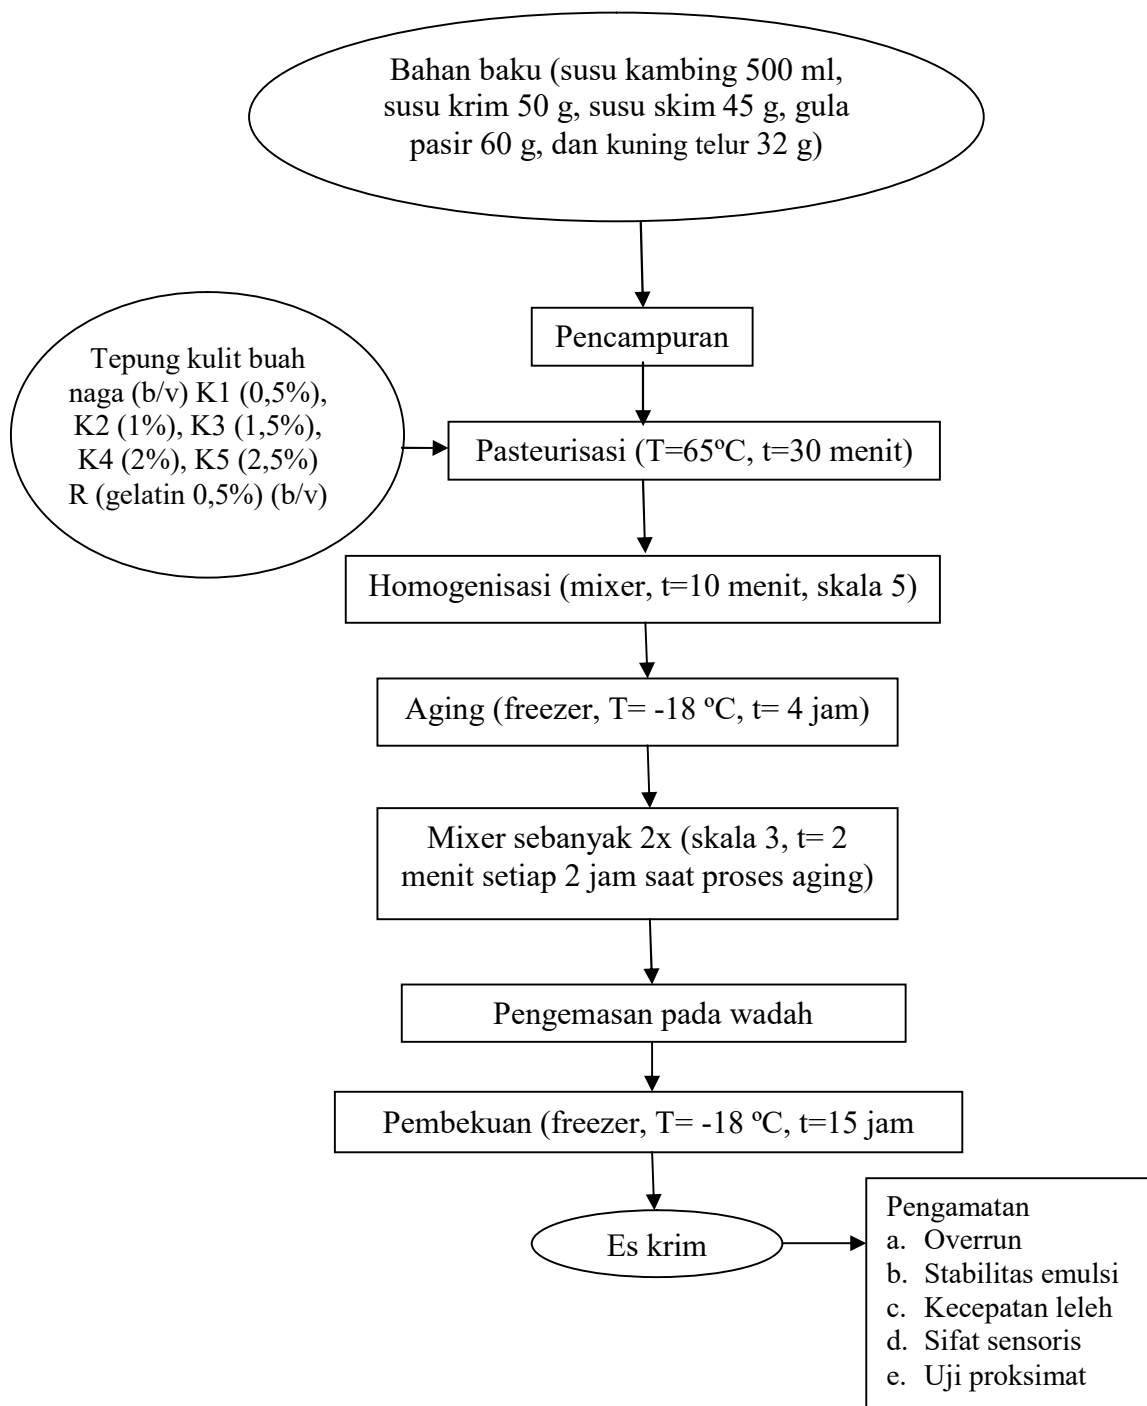 Bahan baku (susu kambing 500 ml,
susu krim 50 g, susu skim 45 g, gula
pasir 60 g, dan kuning telur 32 g)
Pencampuran
Tepung kulit buah
naga (b/v) K1 (0,5%),
K2 (1%), K3 (1,5%),
K4 (2%), K5 (2,5%)
R (gelatin 0,5%) (b/v)
Pasteurisasi (T=65ºC, t=30 menit)
Homogenisasi (mixer, t=10 menit, skala 5)
Aging (freezer, T= -18 ºC, t= 4 jam)
Mixer sebanyak 2x (skala 3, t= 2
menit setiap 2 jam saat proses aging)
Pengemasan pada wadah
Pembekuan (freezer, T= -18 ºC, t=15 jam
Es krim
Pengamatan
a. Overrun
b. Stabilitas emulsi
c. Kecepatan leleh
d. Sifat sensoris
e. Uji proksimat